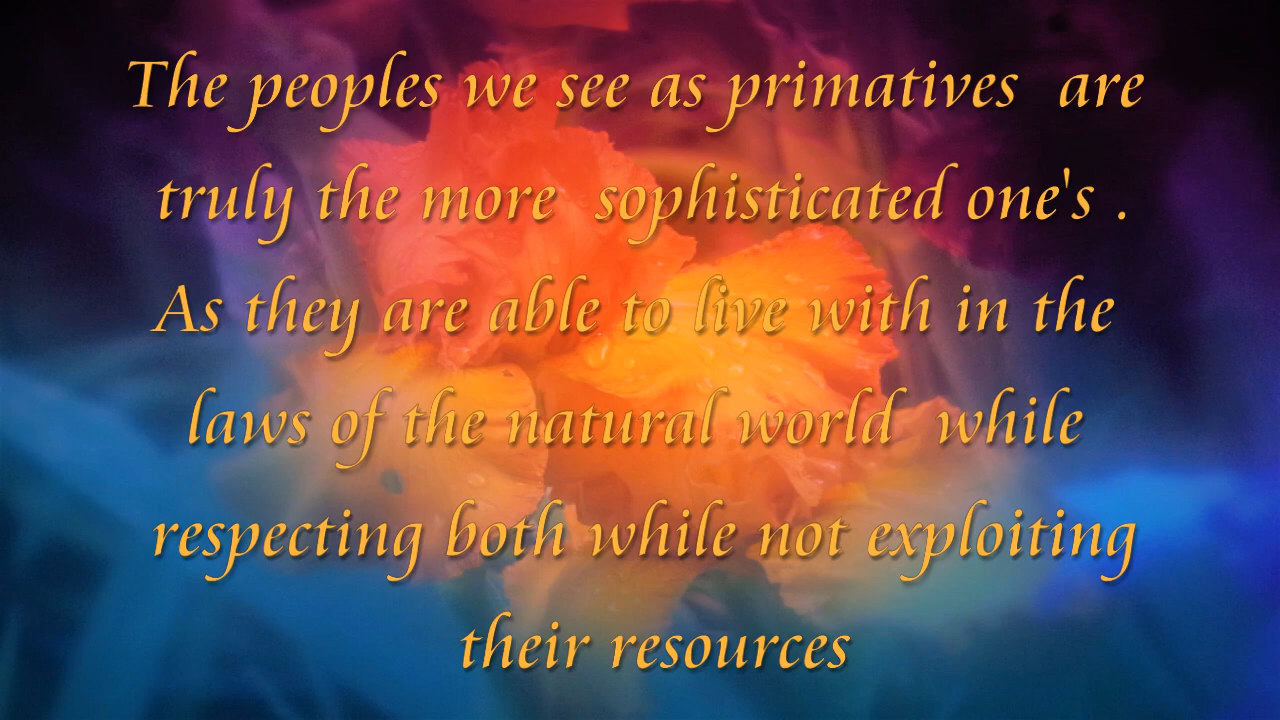 The peoples we see as primatives  are
truly the more  sophisticated one's .
As they are able to live with in the
laws of the natural world  while
respecting both while not exploiting
their resources